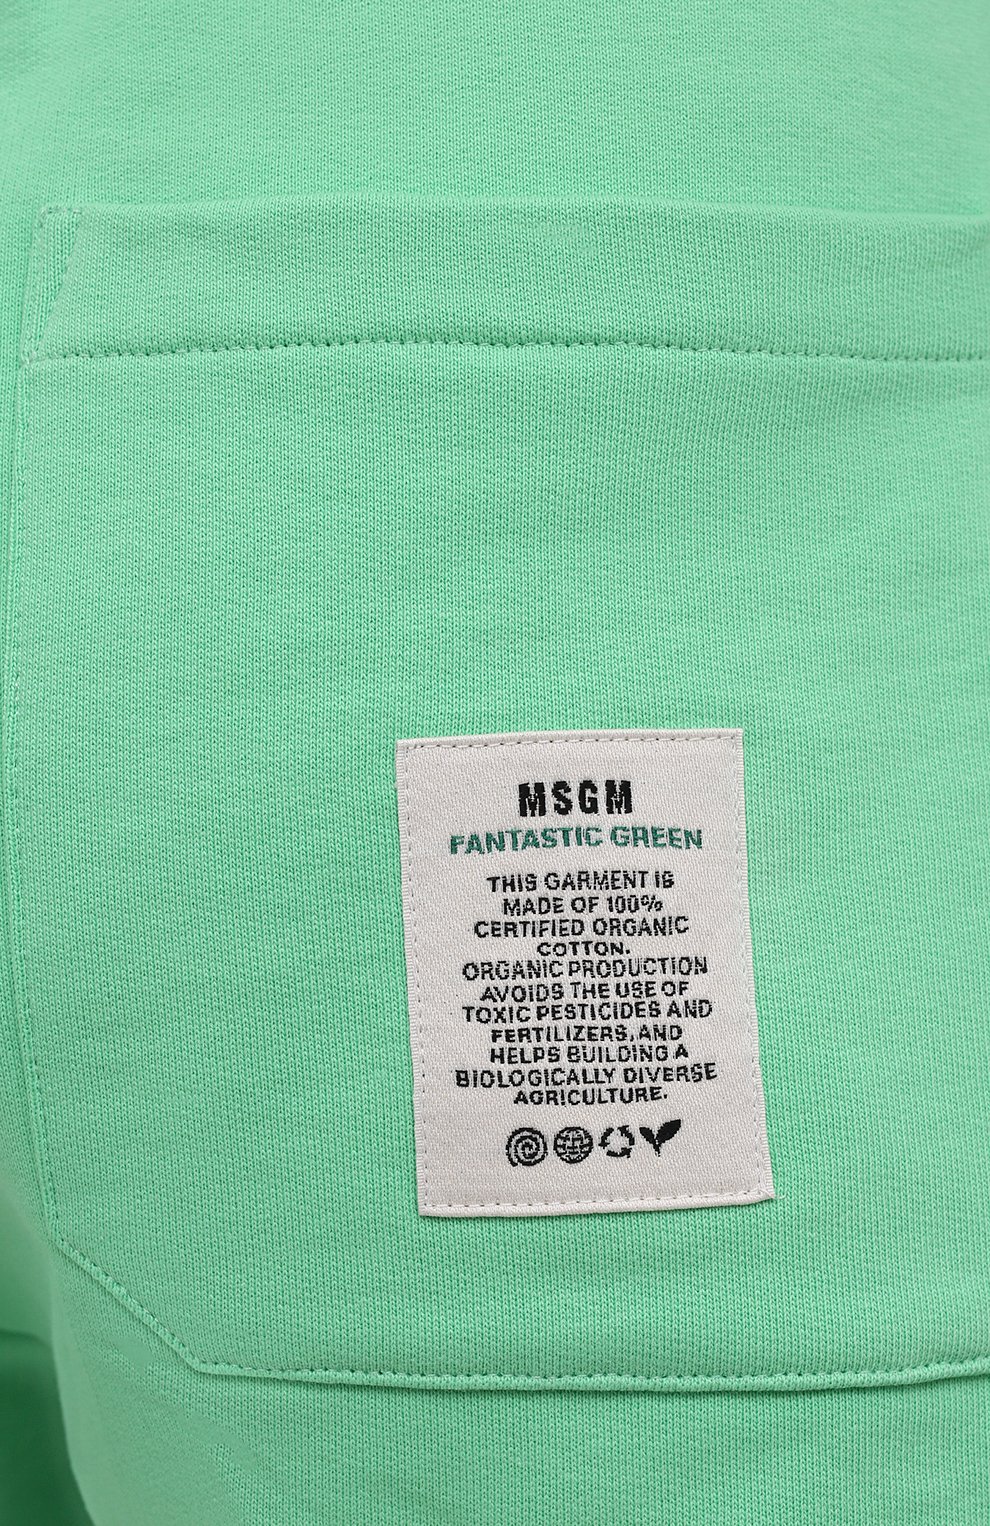 MSGM
FANTASTIC GREEN
THIS GARMENT IS
MADE OF 100%
CERTIFIED ORGANIC
COTTON.
ORGANIC PRODUCTION
AVOIDS THE USE OF
TOXIC PESTICIDES AND
FERTILIZERS, AND
HELPS BUILDING A
BIOLOGICALLY DIVERSE
AGRICULTURE.